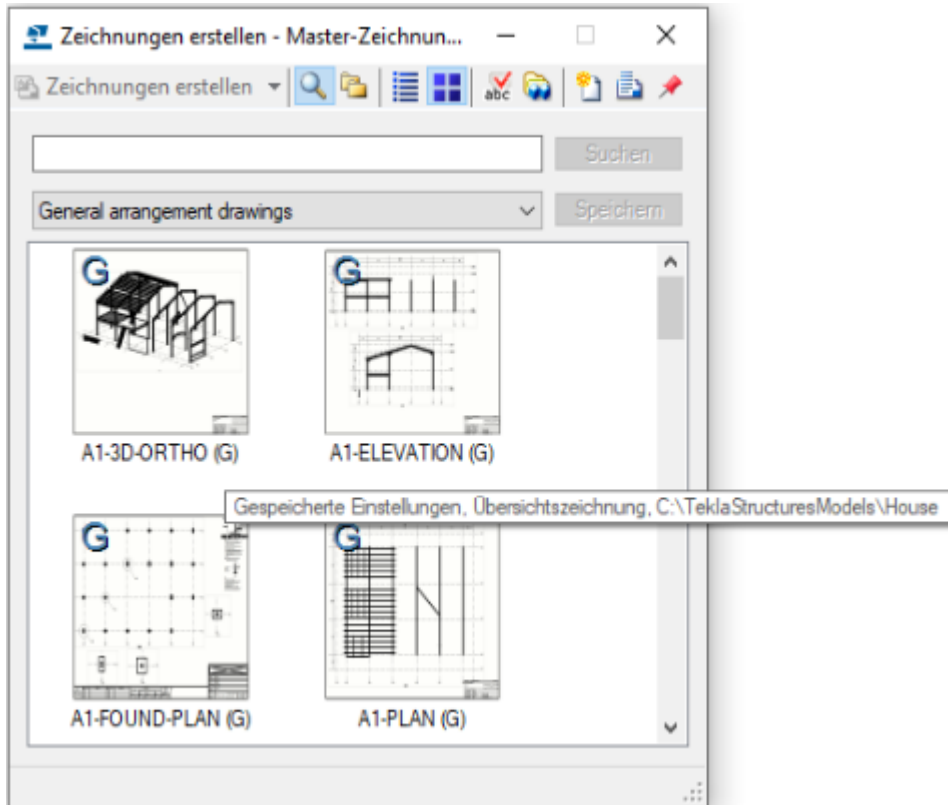 Zeichnungen erstellen - Master-Zeichnun...
Zeichnungen erstellen
abc
Suchen
General arrangement drawings
Speichern
G
G
A1-3D-ORTHO (G)
A1-ELEVATION (G)
Gespeicherte Einstellungen, Übersichtszeichnung, C:\TeklaStructuresModels\House
G
G
A1-FOUND-PLAN (G)
A1-PLAN (G)